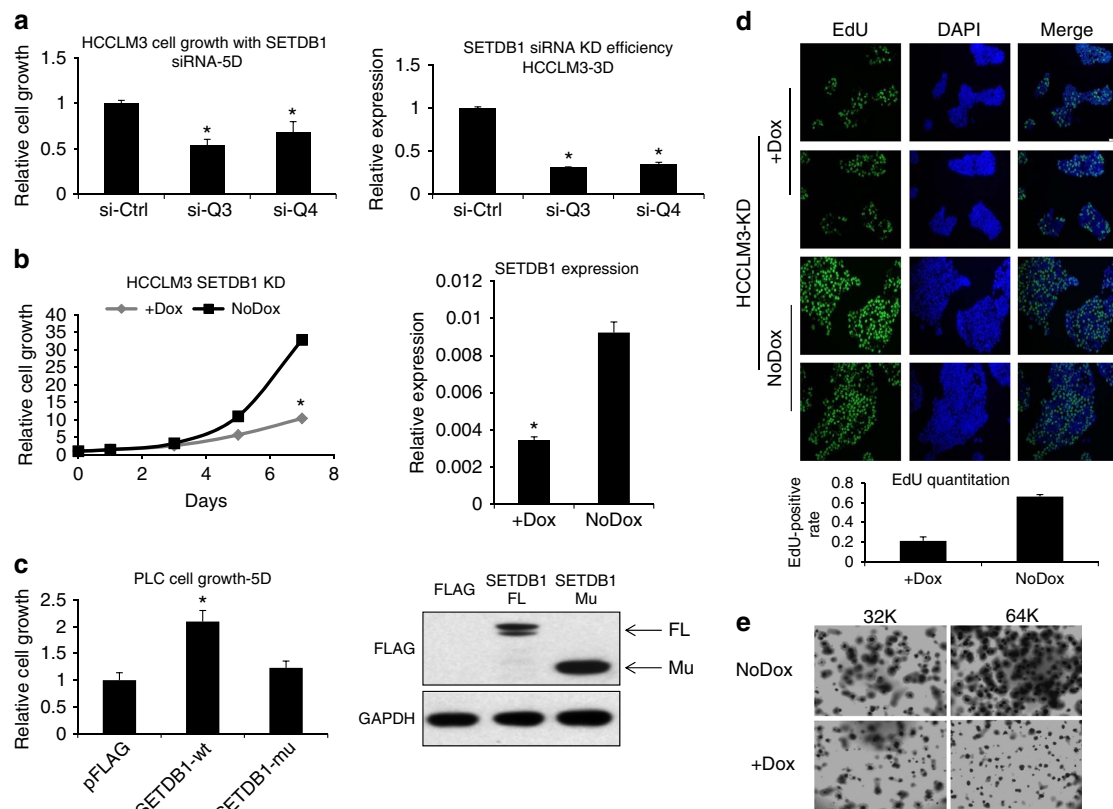 a
HCCLM3 cell growth with SETDB1
siRNA-5D
Relative cell growth
1.5
1
0.5
0
*
*
si-Ctrl si-Q3 si-Q4
SETDB1 siRNA KD efficiency
HCCLM3-3D
Relative expression
1.5
1
0.5
0
*
*
si-Ctrl si-Q3 si-Q4
b
HCCLM3 SETDB1 KD
+Dox NoDox
Relative cell growth
40
35
30
25
20
15
10
5
0
*
0 2 4 6 8
Days
SETDB1 expression
Relative expression
0.012
0.01
0.008
0.006
0.004
0.002
0
*
+Dox NoDox
c
PLC cell growth-5D
Relative cell growth
2.5
2
1.5
1
0.5
0
*
pFLAG
SETDB1-wt
SETDB1-mu
FLAG
SETDB1
FL
SETDB1
Mu
FLAG
FL
Mu
GAPDH
d
EdU DAPI Merge
HCCLM3-KD
+Dox
NoDox
EdU quantitation
EdU-positive
rate
0.8
0.6
0.4
0.2
0
+Dox NoDox
e
32K 64K
NoDox
+Dox